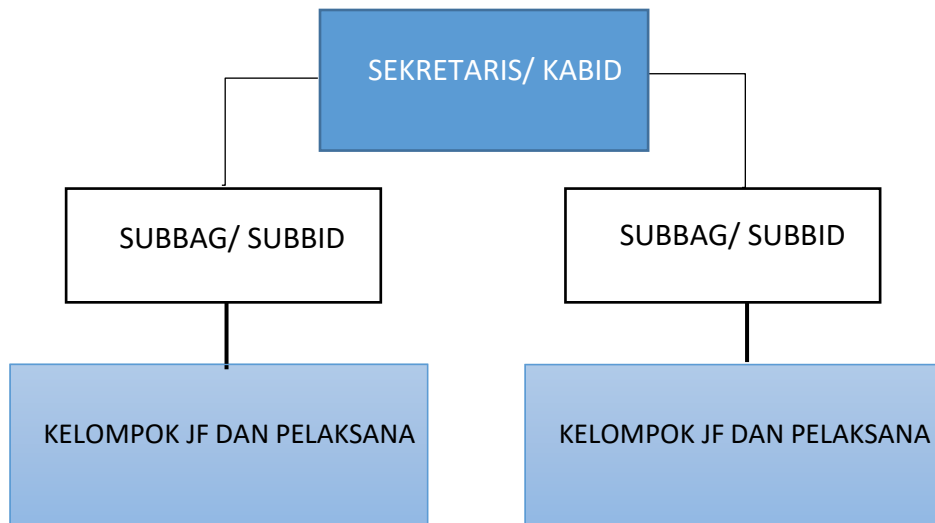 SEKRETARIS/ KABID
SUBBAG/ SUBBID
SUBBAG/ SUBBID
KELOMPOK JF DAN PELAKSANA
KELOMPOK JF DAN PELAKSANA